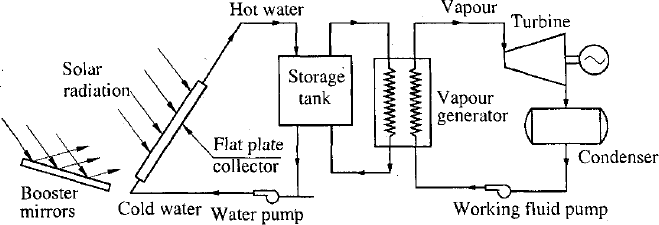 Hot water
Vapour
Turbine
Solar
radiation
Storage
tank
Vapour
generator
Flat plate
collector
Condenser
Booster
mirrors
Cold water
Water pump
Working fluid pump